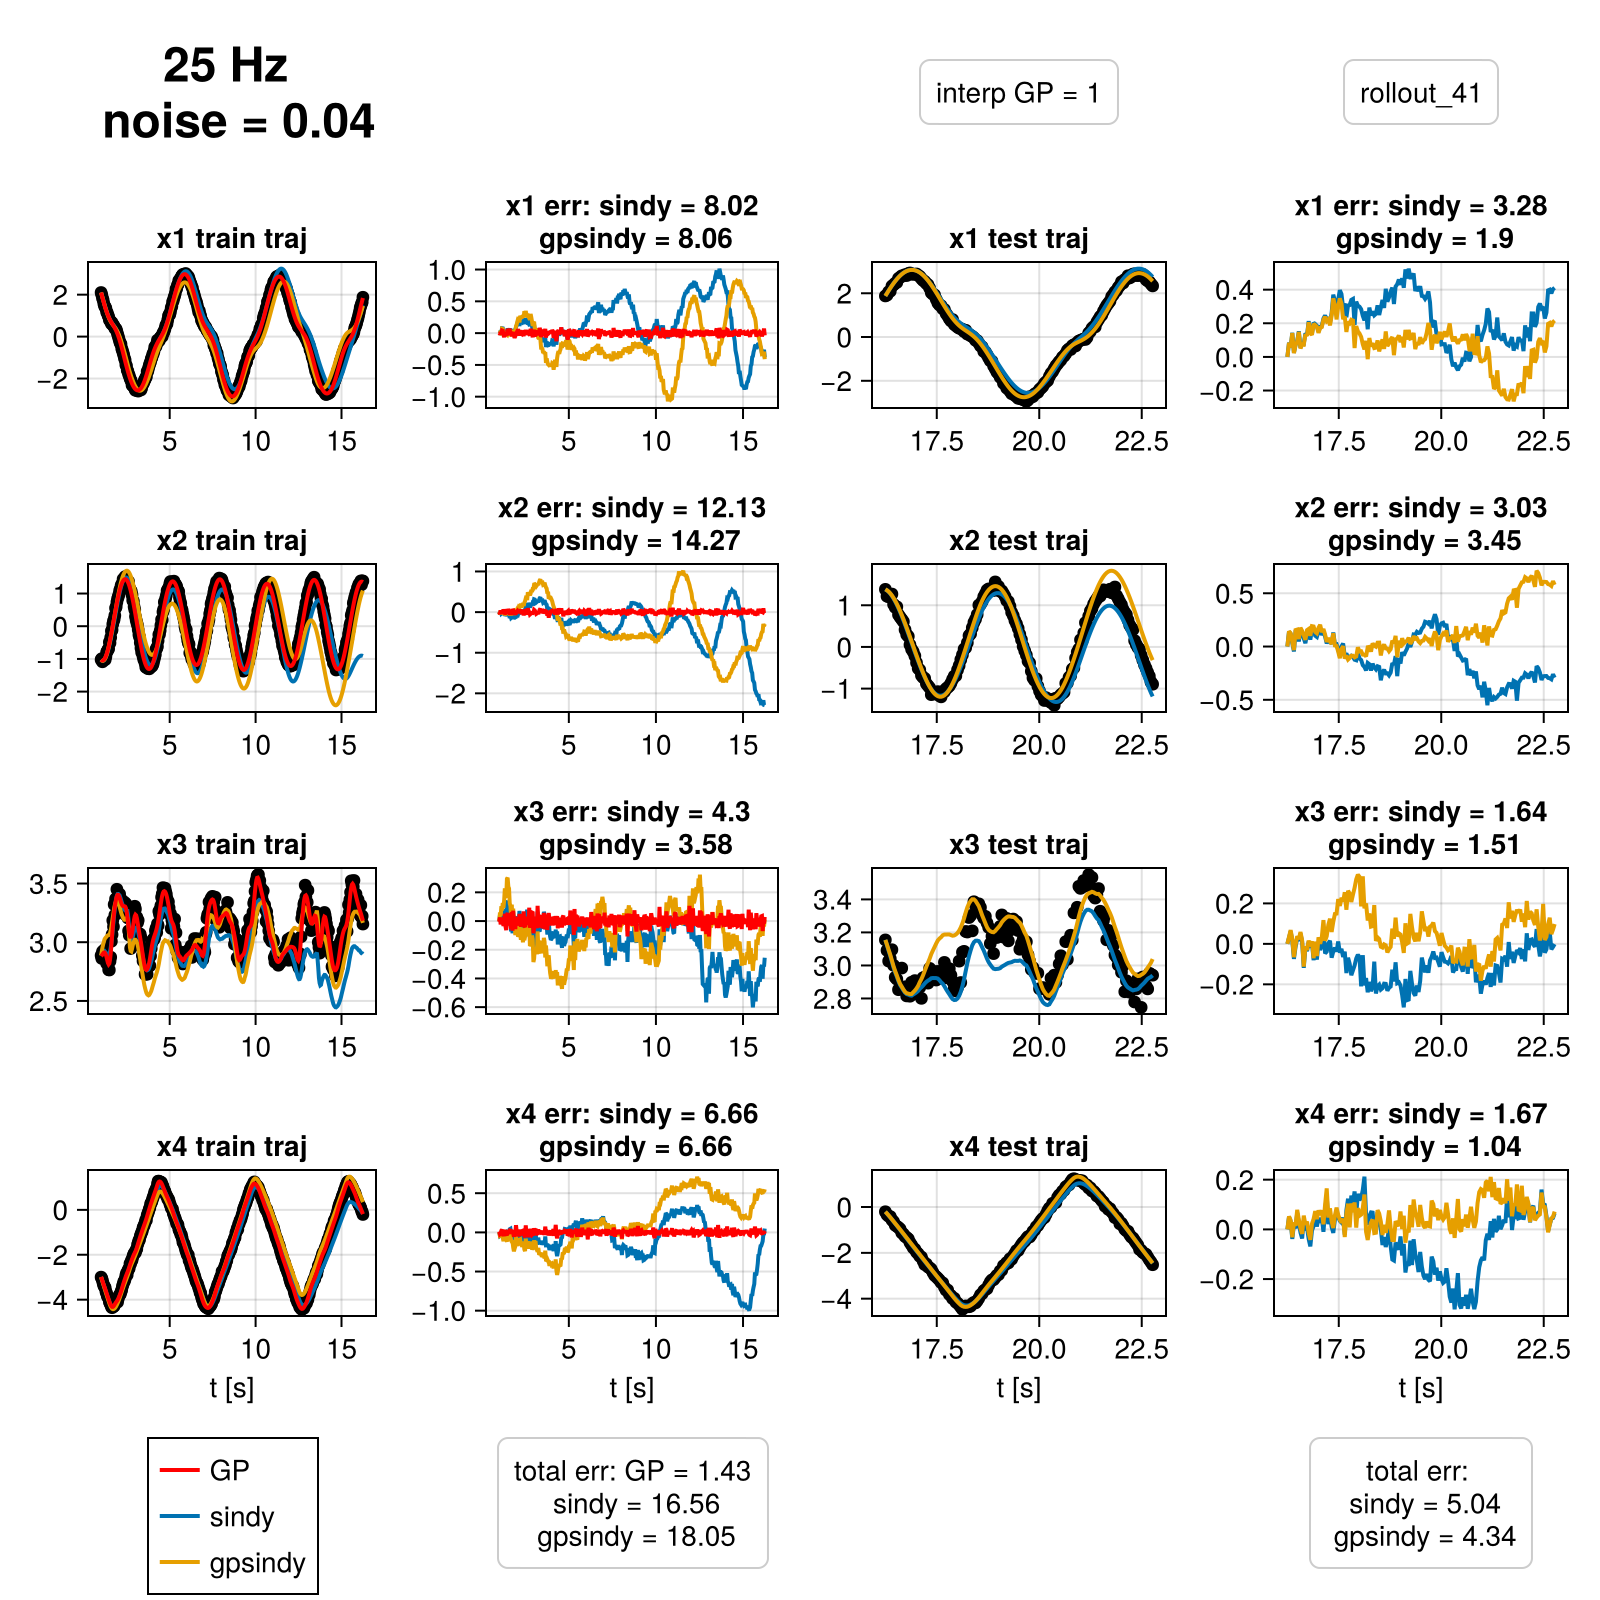 25 Hz
noise = 0.04
interp GP = 1
rollout_41
x1 train traj
2
0
−2
5
10
15
x1 err: sindy = 8.02
gpsindy = 8.06
1.0
0.5
0.0
−0.5
−1.0
5
10
15
x1 test traj
2
0
−2
17.5
20.0
22.5
x1 err: sindy = 3.28
gpsindy = 1.9
0.4
0.2
0.0
−0.2
17.5
20.0
22.5
x2 train traj
1
0
−1
−2
5
10
15
x2 err: sindy = 12.13
gpsindy = 14.27
1
0
−1
−2
5
10
15
x2 test traj
1
0
−1
17.5
20.0
22.5
x2 err: sindy = 3.03
gpsindy = 3.45
0.5
0.0
−0.5
17.5
20.0
22.5
x3 train traj
3.5
3.0
2.5
5
10
15
x3 err: sindy = 4.3
gpsindy = 3.58
0.2
0.0
−0.2
−0.4
−0.6
5
10
15
x3 test traj
3.4
3.2
3.0
2.8
17.5
20.0
22.5
x3 err: sindy = 1.64
gpsindy = 1.51
0.2
0.0
−0.2
17.5
20.0
22.5
x4 train traj
0
−2
−4
5
10
15
t [s]
x4 err: sindy = 6.66
gpsindy = 6.66
0.5
0.0
−0.5
−1.0
5
10
15
t [s]
x4 test traj
0
−2
−4
17.5
20.0
22.5
t [s]
x4 err: sindy = 1.67
gpsindy = 1.04
0.2
0.0
−0.2
17.5
20.0
22.5
t [s]
GP
sindy
gpsindy
total err: GP = 1.43
sindy = 16.56
gpsindy = 18.05
total err:
sindy = 5.04
gpsindy = 4.34